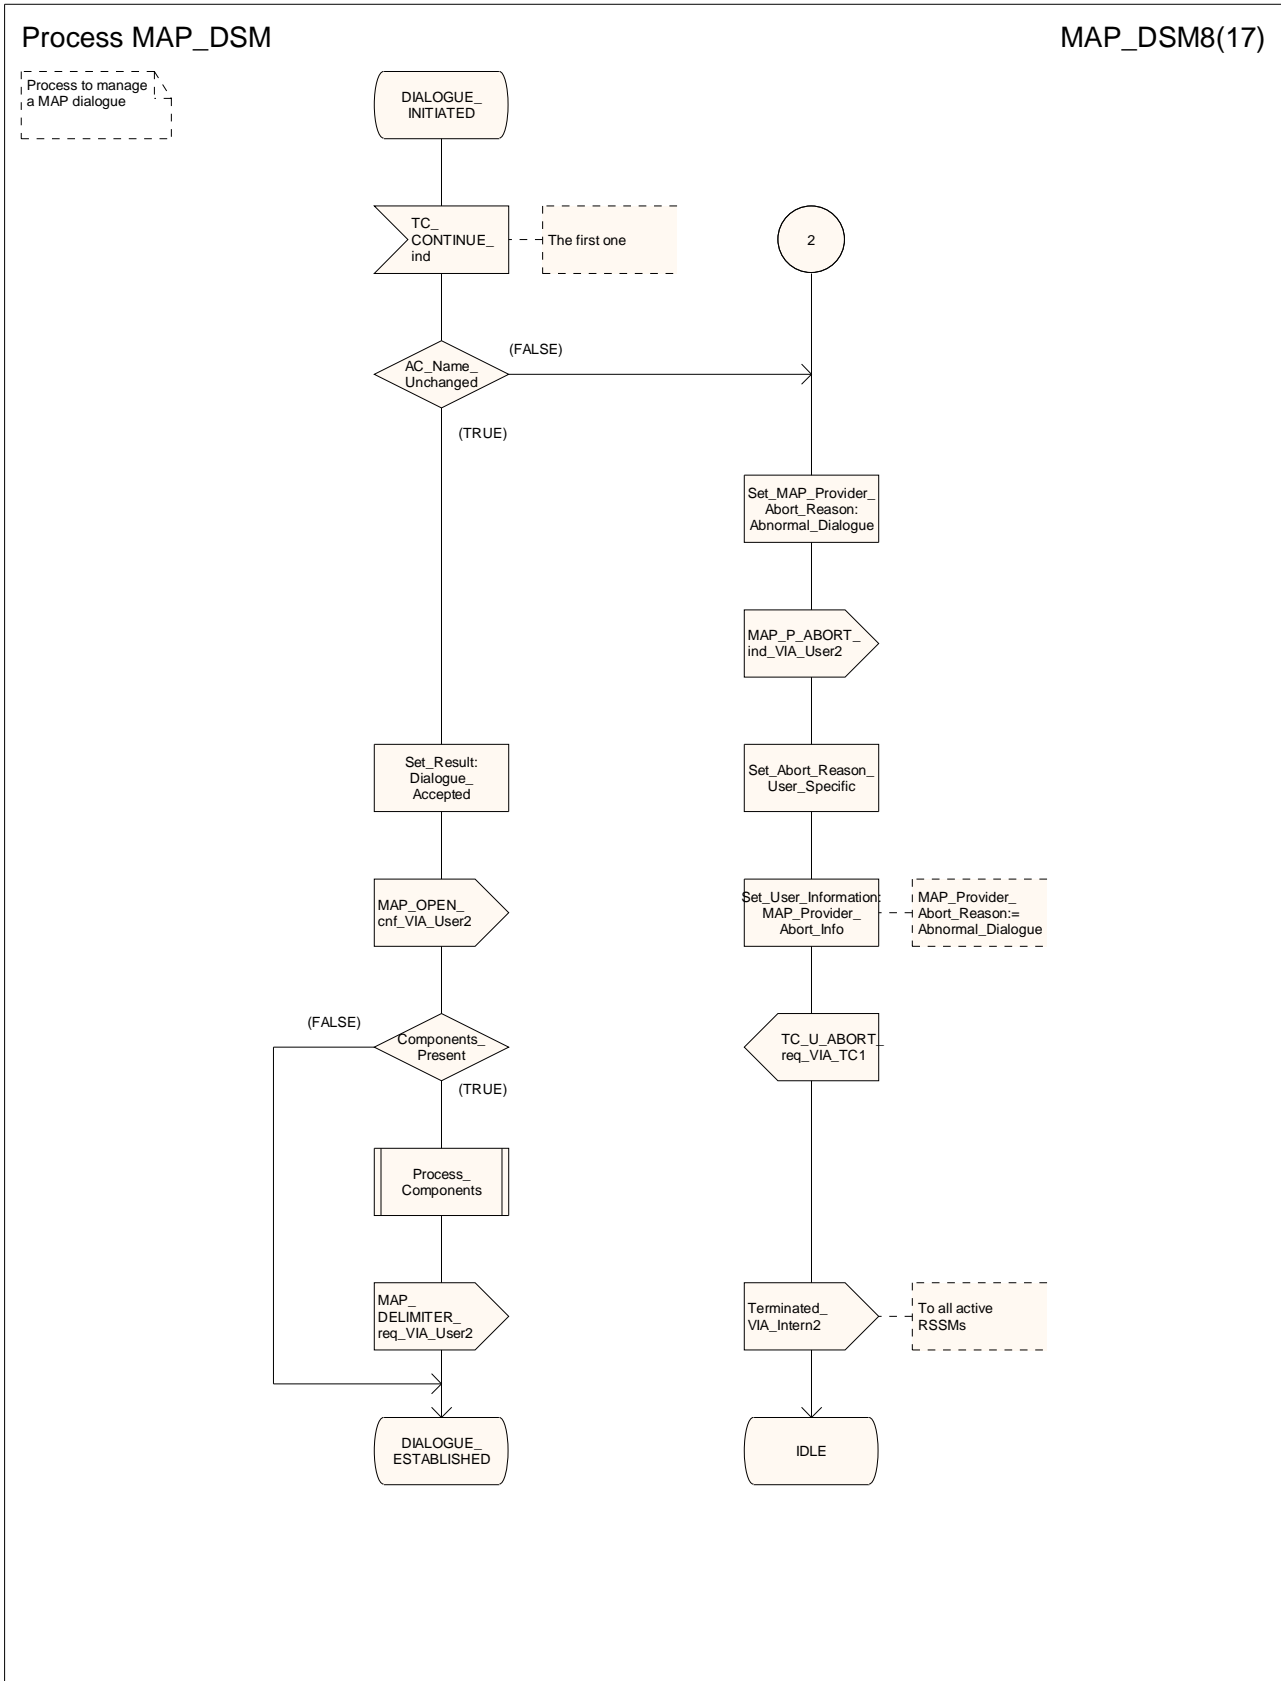 Process MAP_DSM
MAP_DSM8(17)
Process to manage
a MAP dialogue
DIALOGUE_
INITIATED
TC_
CONTINUE_
ind
The first one
2
AC_Name_
Unchanged
(FALSE)
(TRUE)
Set_MAP_Provider_
Abort_Reason:
Abnormal_Dialogue
MAP_P_ABORT_
ind_VIA_User2
Set_Result:
Dialogue_
Accepted
Set_Abort_Reason_
User_Specific
MAP_OPEN_
cnf_VIA_User2
Set_User_Information:
MAP_Provider_
Abort_Info
MAP_Provider_
Abort_Reason:=
Abnormal_Dialogue
(FALSE)
Components_
Present
(TRUE)
TC_U_ABORT_
req_VIA_TC1
Process_
Components
MAP_
DELIMITER_
req_VIA_User2
Terminated_
VIA_Intern2
To all active
RSSMs
DIALOGUE_
ESTABLISHED
IDLE